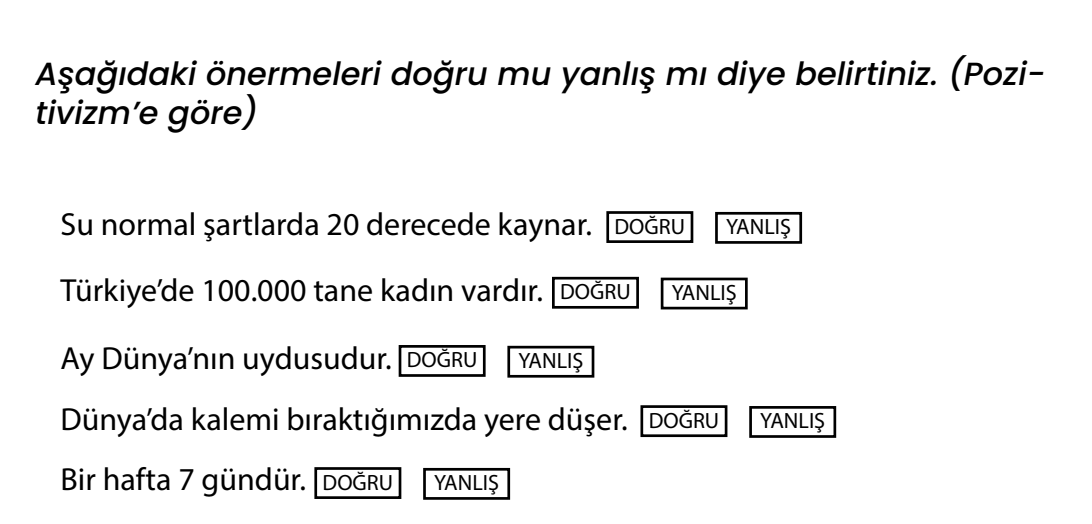 Aşağıdaki önermeleri doğru mu yanlış mı diye belirtiniz. (Pozi-
tivizm'e göre)
Su normal şartlarda 20 derecede kaynar. DOĞRU YANLIŞ
Türkiye'de 100.000 tane kadın vardır. DOĞRU YANLIŞ
Ay Dünya'nın uydusudur. DOĞRU YANLIŞ
Dünya'da kalemi bıraktığımızda yere düşer. DOĞRU YANLIŞ
Bir hafta 7 gündür. DOĞRU YANLIŞ